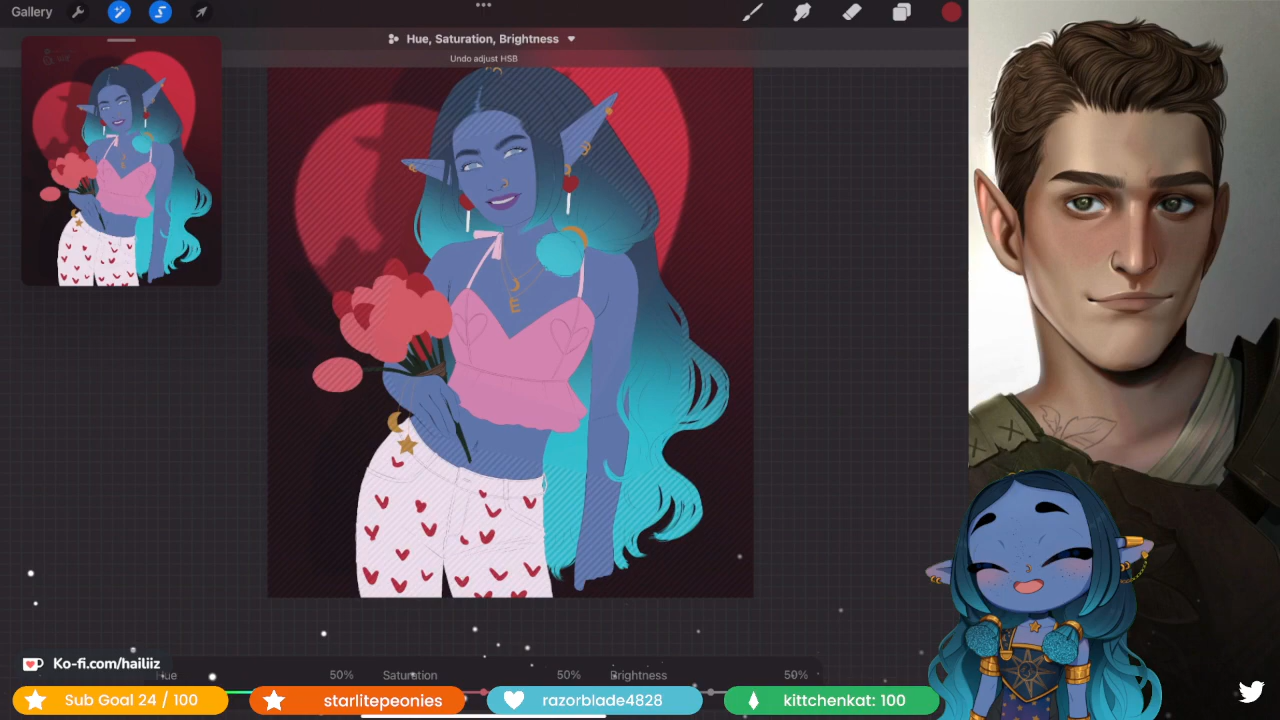 Gallery
Hue, Saturation, Brightness
Undo adjust HSB
E
Ko-fi.com/hailiiz
Hue 50% Saturation 50% Brightness 50%
Sub Goal 24 / 100 starlitepeonies razorblade4828 kittchenkat: 100